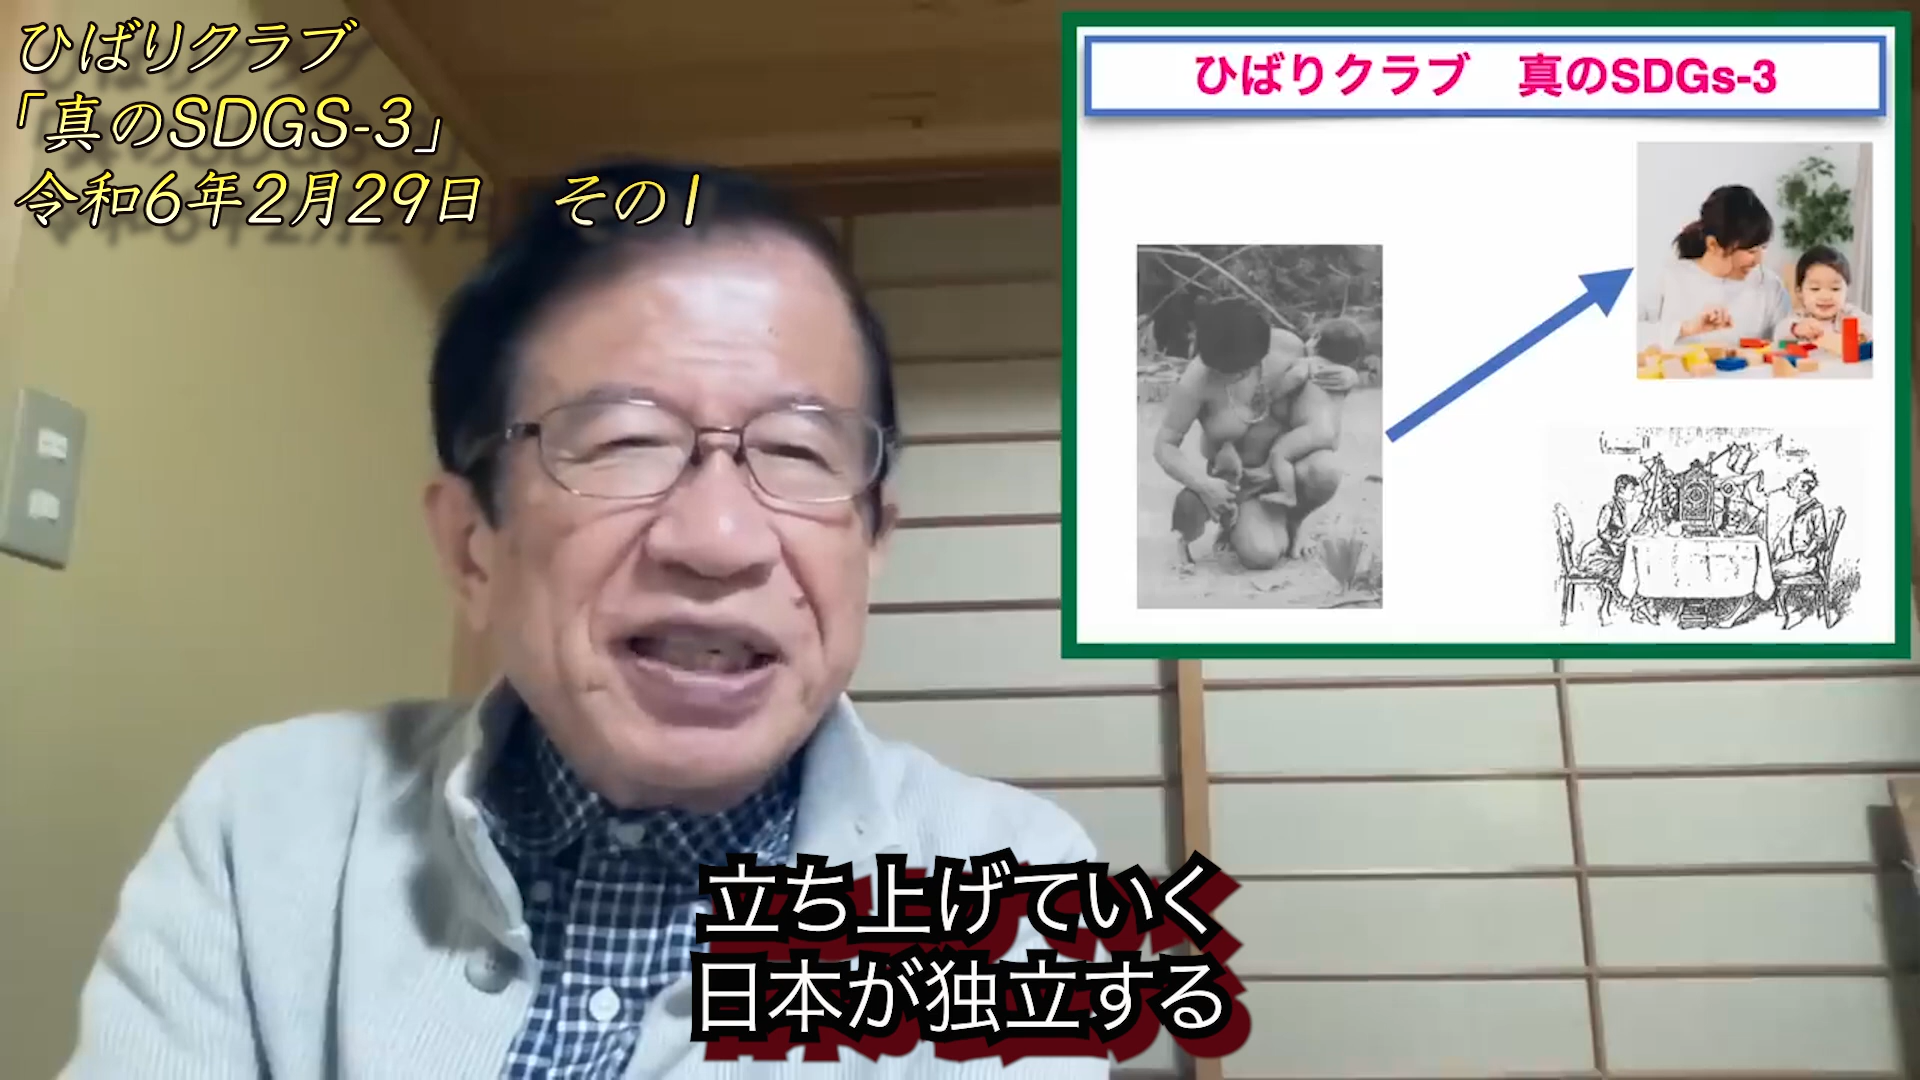 ひばりクラブ
「真のSDGS-3」
令和6年2月29日　その1
ひばりクラブ　真のSDGs-3
立ち上げていく
日本が独立する